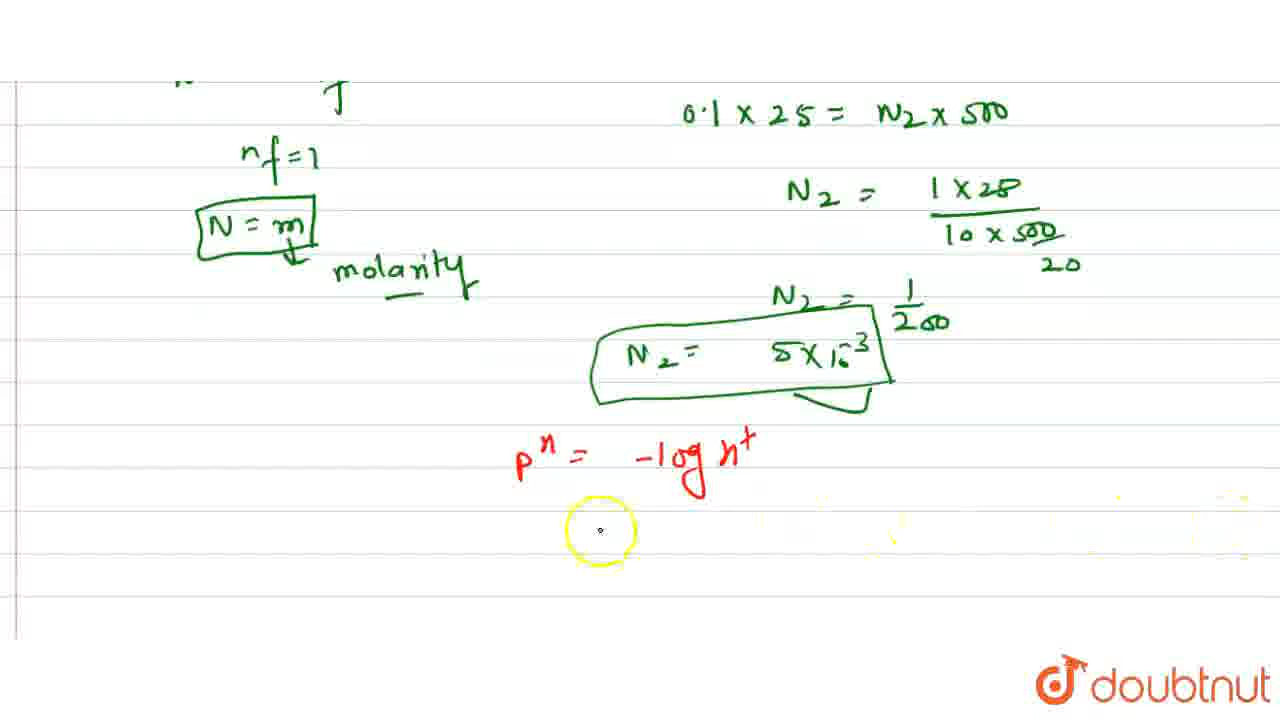 0.1 × 25 = N2 × 500
nf = 1
N2 = 1 × 25
10 × 500
20
N = m
molarity
N2 = 1
200
N2 = 5 × 10^-3
p^H = -log H+
doubtnut